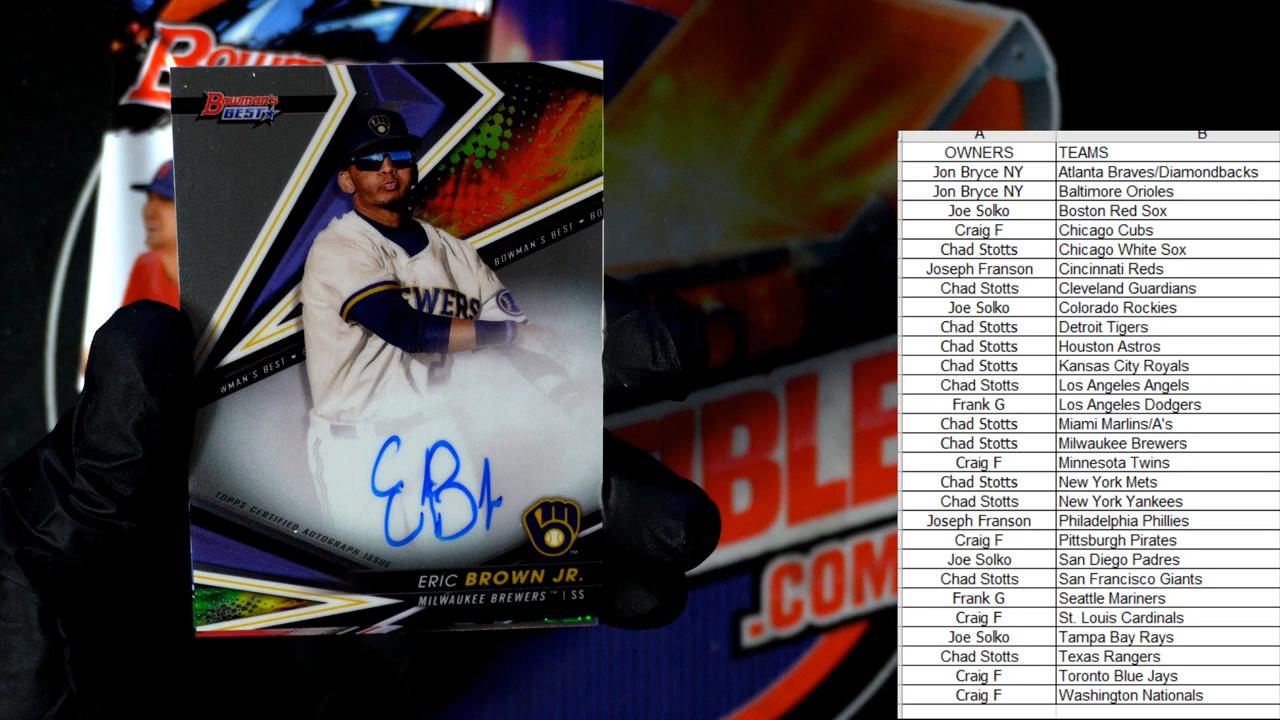 Bowman
Bowman's
BEST
BOWMAN'S BEST • BO
WMAN'S BEST •
EWERS
TOPPS CERTIFIED AUTOGRAPH ISSUE
ERIC BROWN JR.
MILWAUKEE BREWERS™ | SS
BLE
.COM
A B
OWNERS TEAMS
Jon Bryce NY Atlanta Braves/Diamondbacks
Jon Bryce NY Baltimore Orioles
Joe Solko Boston Red Sox
Craig F Chicago Cubs
Chad Stotts Chicago White Sox
Joseph Franson Cincinnati Reds
Chad Stotts Cleveland Guardians
Joe Solko Colorado Rockies
Chad Stotts Detroit Tigers
Chad Stotts Houston Astros
Chad Stotts Kansas City Royals
Chad Stotts Los Angeles Angels
Frank G Los Angeles Dodgers
Chad Stotts Miami Marlins/A's
Chad Stotts Milwaukee Brewers
Craig F Minnesota Twins
Chad Stotts New York Mets
Chad Stotts New York Yankees
Joseph Franson Philadelphia Phillies
Craig F Pittsburgh Pirates
Joe Solko San Diego Padres
Chad Stotts San Francisco Giants
Frank G Seattle Mariners
Craig F St. Louis Cardinals
Joe Solko Tampa Bay Rays
Chad Stotts Texas Rangers
Craig F Toronto Blue Jays
Craig F Washington Nationals